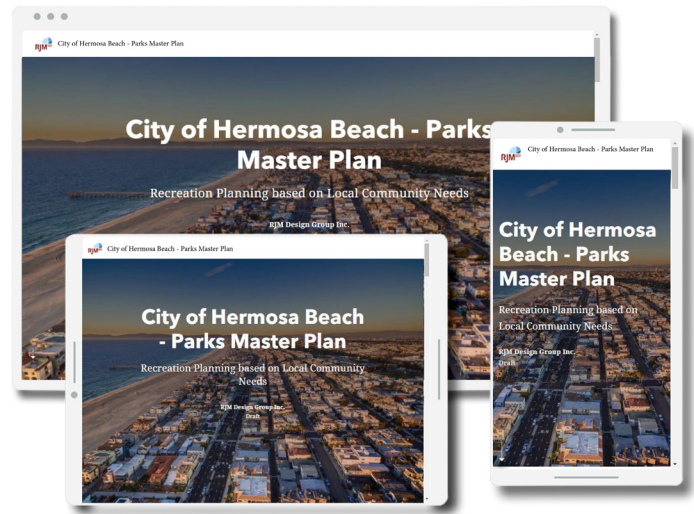 RJM
City of Hermosa Beach - Parks Master Plan
City of Hermosa Beach - Parks
Master Plan
Recreation Planning based on Local Community Needs
RJM Design Group Inc.
RJM
City of Hermosa Beach - Parks Master Plan
City of Hermosa Beach
- Parks Master Plan
Recreation Planning based on Local Community
Needs
RJM Design Group Inc.
Draft
RJM
City of Hermosa Beach - Parks Master Plan
City of Hermosa
Beach - Parks
Master Plan
Recreation Planning based on
Local Community Needs
RJM Design Group Inc.
Draft